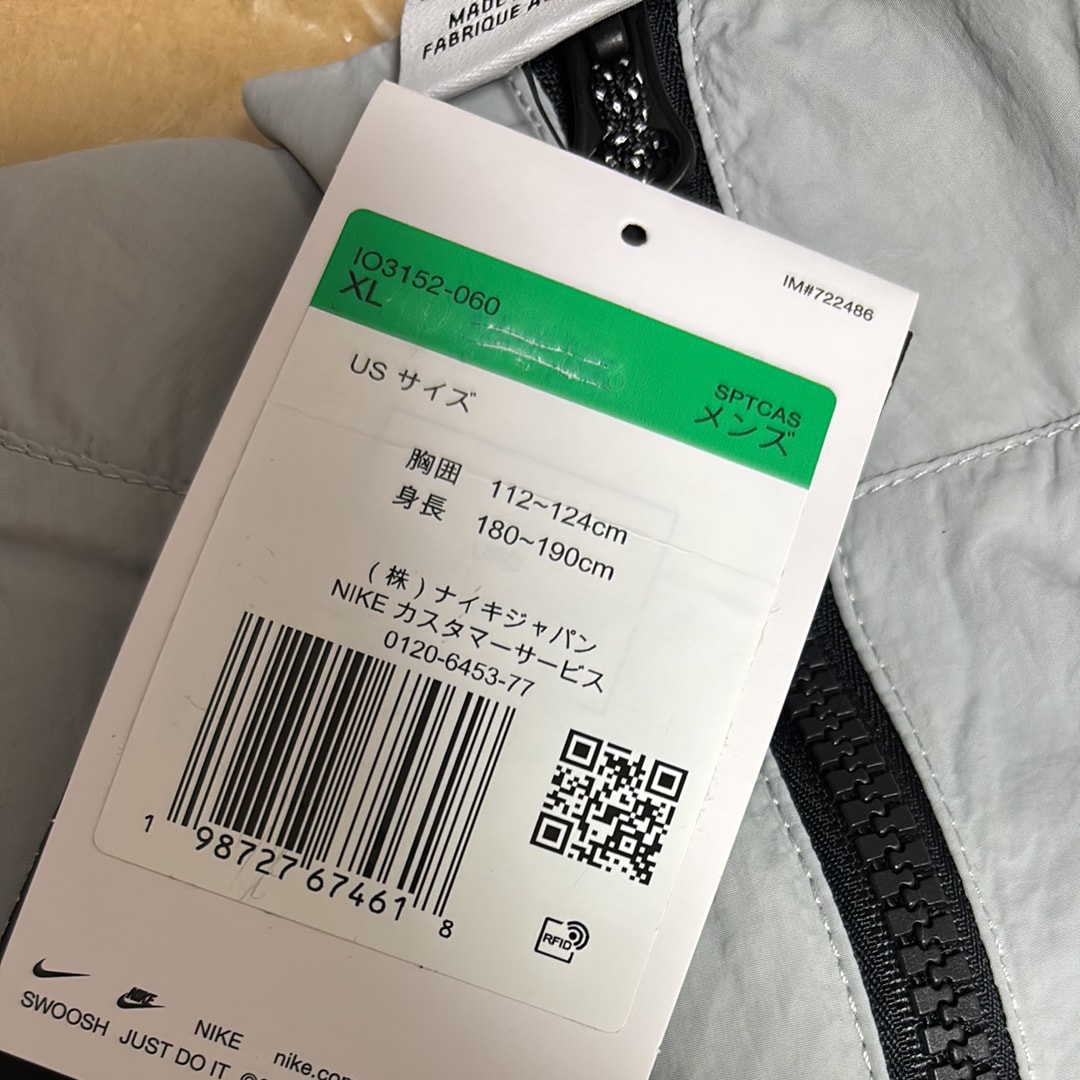 MADE
FABRIQUE A
IM#722486
IO3152-060
XL
SPTCAS
メンズ
US サイズ
胸囲 112~124cm
身長 180~190cm
(株)ナイキジャパン
NIKE カスタマーサービス
0120-6453-77
1 98727 67461 8
RFID
NIKE
SWOOSH JUST DO IT NIKE nike.com